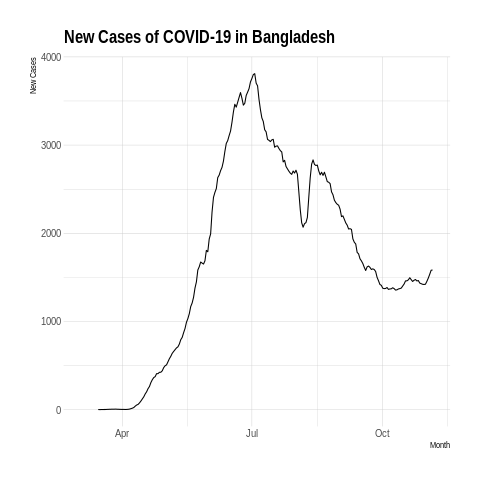 New Cases of COVID-19 in Bangladesh
New Cases
4000
3000
2000
1000
0
Apr
Jul
Oct
Month